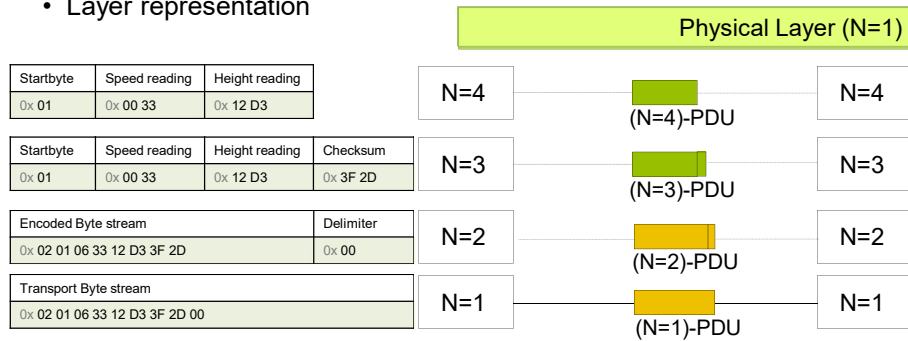 • Layer representation
Physical Layer (N=1)
Startbyte Speed reading Height reading
0x 01 0x 00 33 0x 12 D3
N=4 N=4
(N=4)-PDU
Startbyte Speed reading Height reading Checksum
0x 01 0x 00 33 0x 12 D3 0x 3F 2D
N=3 N=3
(N=3)-PDU
Encoded Byte stream Delimiter
0x 02 01 06 33 12 D3 3F 2D 0x 00
N=2 N=2
(N=2)-PDU
Transport Byte stream
0x 02 01 06 33 12 D3 3F 2D 00
N=1 N=1
(N=1)-PDU